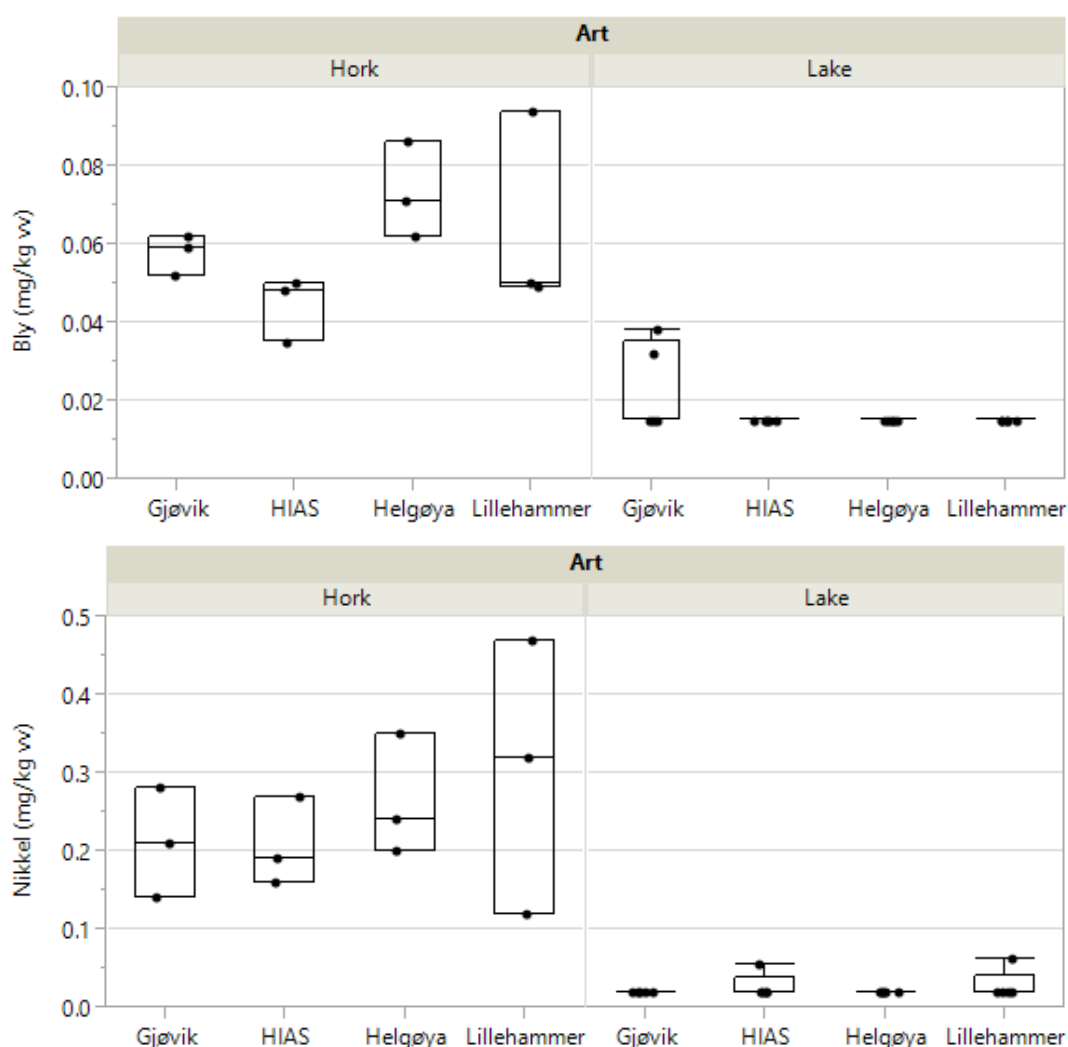 Art
Hork Lake
0.10
0.08
0.06
0.04
0.02
0.00
Bly (mg/kg vv)
Gjøvik HIAS Helgøya Lillehammer Gjøvik HIAS Helgøya Lillehammer
Art
Hork Lake
0.5
0.4
0.3
0.2
0.1
0.0
Nikkel (mg/kg vv)
Gjøvik HIAS Helgøya Lillehammer Gjøvik HIAS Helgøya Lillehammer